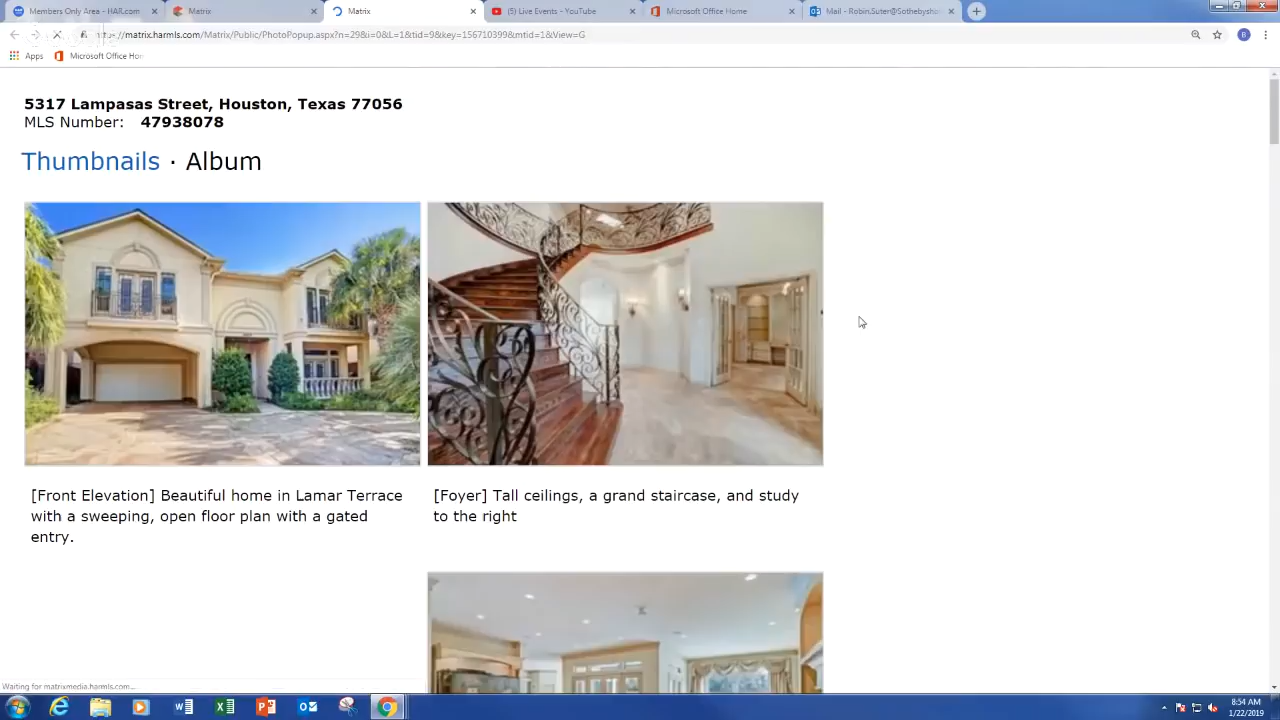 Members Only Area - HAR.com
Matrix
Matrix
(5) Live Events - YouTube
Microsoft Office Home
Mail - Robin.Suter@Sothebysho
matrix.harmls.com/Matrix/Public/PhotoPopup.aspx?n=29&i=0&L=1&tid=9&key=156710399&mtid=1&View=G
B
Apps
Microsoft Office Hom
5317 Lampasas Street, Houston, Texas 77056
MLS Number: 47938078
Thumbnails · Album
[Front Elevation] Beautiful home in Lamar Terrace
with a sweeping, open floor plan with a gated
entry.
[Foyer] Tall ceilings, a grand staircase, and study
to the right
Waiting for matrixmedia.harmls.com...
8:54 AM
1/22/2019